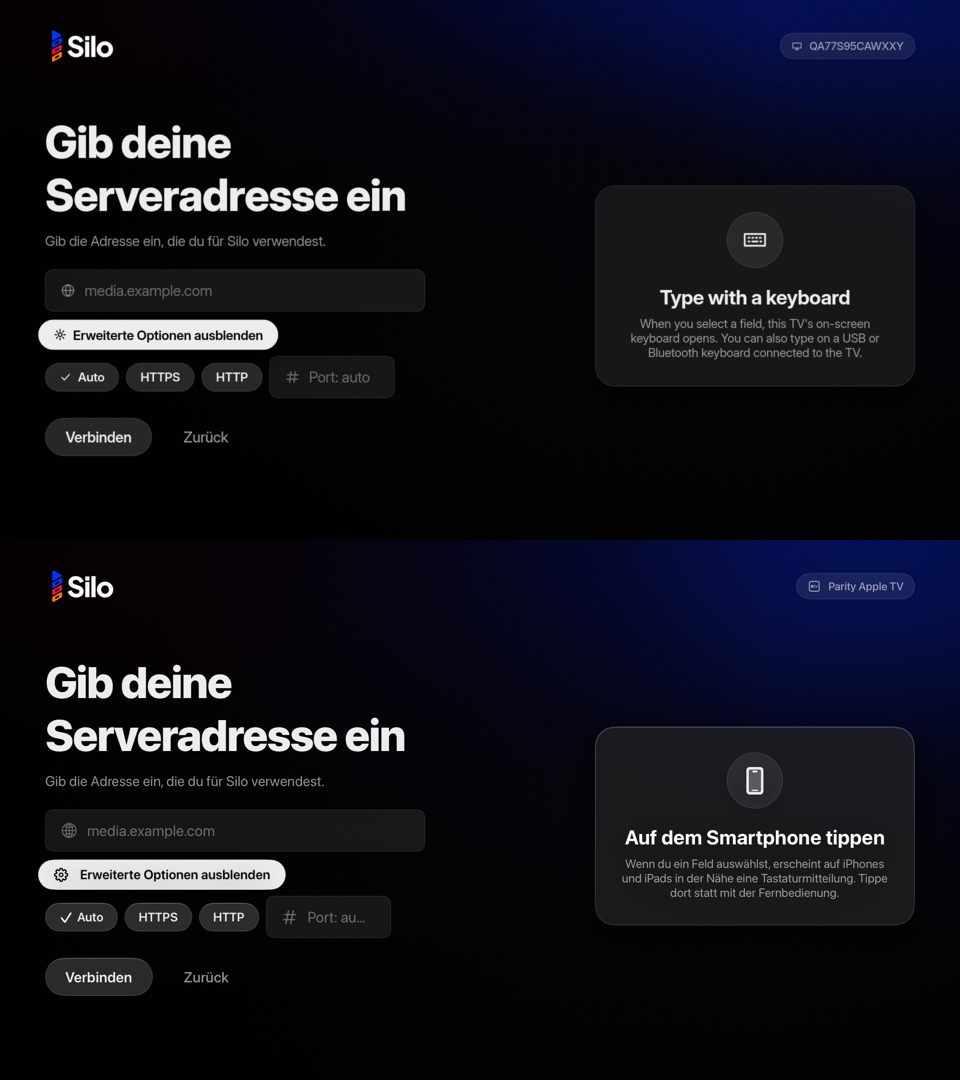 Silo
QA77S95CAWXXY
Gib deine
Serveradresse ein
Gib die Adresse ein, die du für Silo verwendest.
media.example.com
Erweiterte Optionen ausblenden
Auto
HTTPS
HTTP
Port: auto
Verbinden
Zurück
Type with a keyboard
When you select a field, this TV's on-screen
keyboard opens. You can also type on a USB or
Bluetooth keyboard connected to the TV.
Silo
Parity Apple TV
Gib deine
Serveradresse ein
Gib die Adresse ein, die du für Silo verwendest.
media.example.com
Erweiterte Optionen ausblenden
Auto
HTTPS
HTTP
Port: au...
Verbinden
Zurück
Auf dem Smartphone tippen
Wenn du ein Feld auswählst, erscheint auf iPhones
und iPads in der Nähe eine Tastaturmitteilung. Tippe
dort statt mit der Fernbedienung.